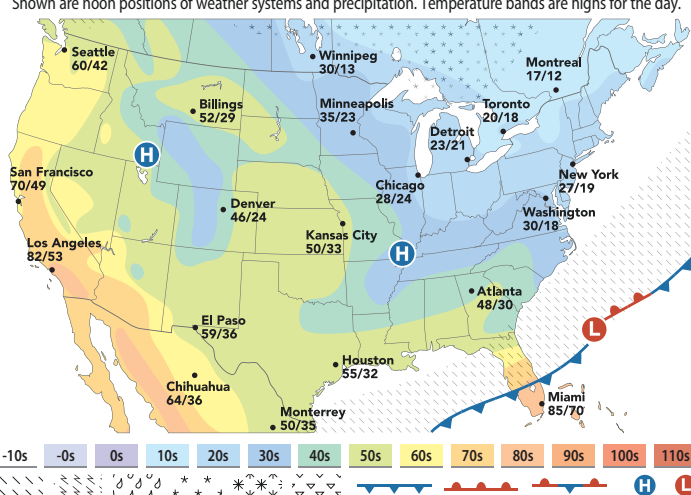 Shown are noon positions of weather systems and precipitation. Temperature bands are highs for the day.
Seattle
60/42
Winnipeg
30/13
Montreal
17/12
Billings
52/29
Minneapolis
35/23
Toronto
20/18
Detroit
23/21
H
San Francisco
70/49
Chicago
28/24
New York
27/19
Denver
46/24
Washington
30/18
Kansas City
50/33
Los Angeles
82/53
H
Atlanta
48/30
El Paso
59/36
L
Houston
55/32
Chihuahua
64/36
Miami
85/70
Monterrey
50/35
-10s -0s 0s 10s 20s 30s 40s 50s 60s 70s 80s 90s 100s 110s
H L